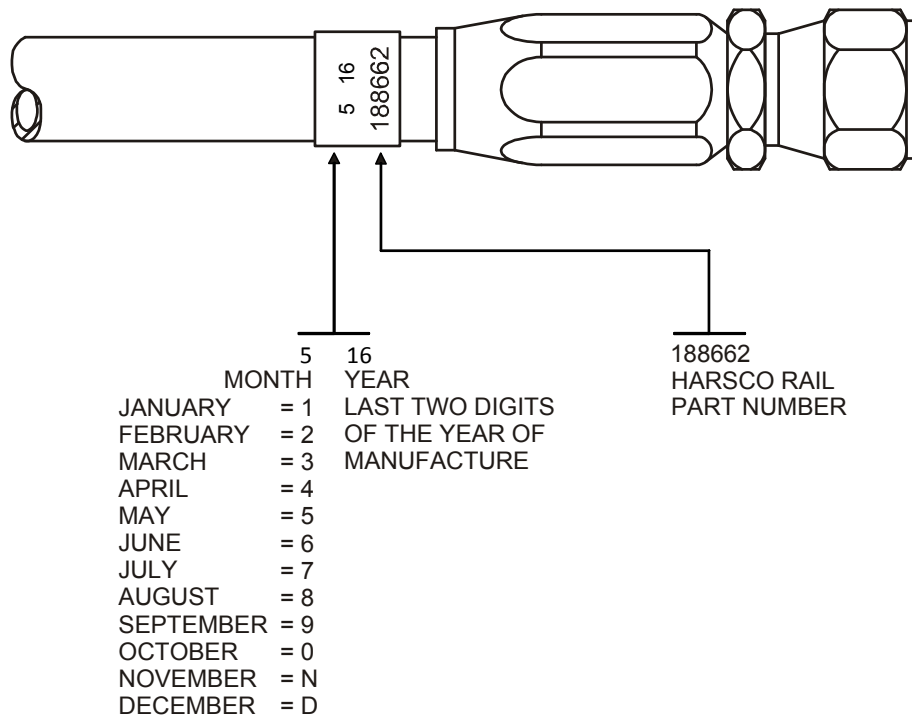 5 16
188662
5 16
MONTH YEAR
JANUARY = 1 LAST TWO DIGITS
FEBRUARY = 2 OF THE YEAR OF
MARCH = 3 MANUFACTURE
APRIL = 4
MAY = 5
JUNE = 6
JULY = 7
AUGUST = 8
SEPTEMBER = 9
OCTOBER = 0
NOVEMBER = N
DECEMBER = D
188662
HARSCO RAIL
PART NUMBER